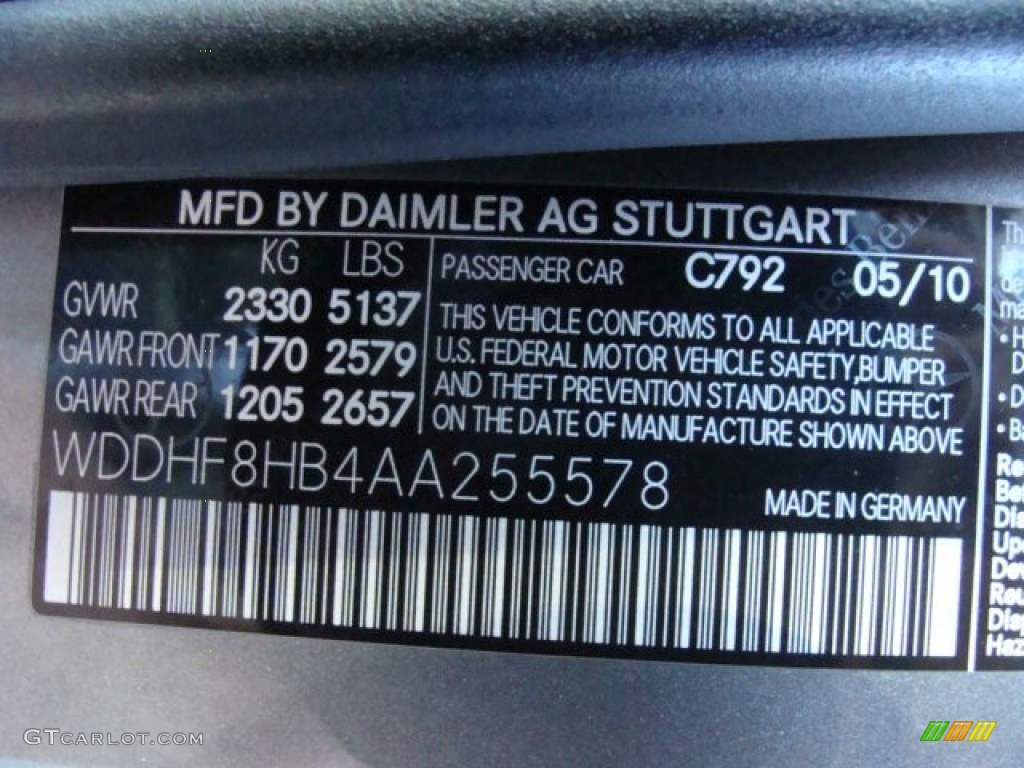 MFD BY DAIMLER AG STUTTGART
KG LBS
GVWR 2330 5137
GAWR FRONT 1170 2579
GAWR REAR 1205 2657
PASSENGER CAR C792 05/10
THIS VEHICLE CONFORMS TO ALL APPLICABLE
U.S. FEDERAL MOTOR VEHICLE SAFETY,BUMPER
AND THEFT PREVENTION STANDARDS IN EFFECT
ON THE DATE OF MANUFACTURE SHOWN ABOVE
WDDHF8HB4AA255578
MADE IN GERMANY
GTCARLOT.COM